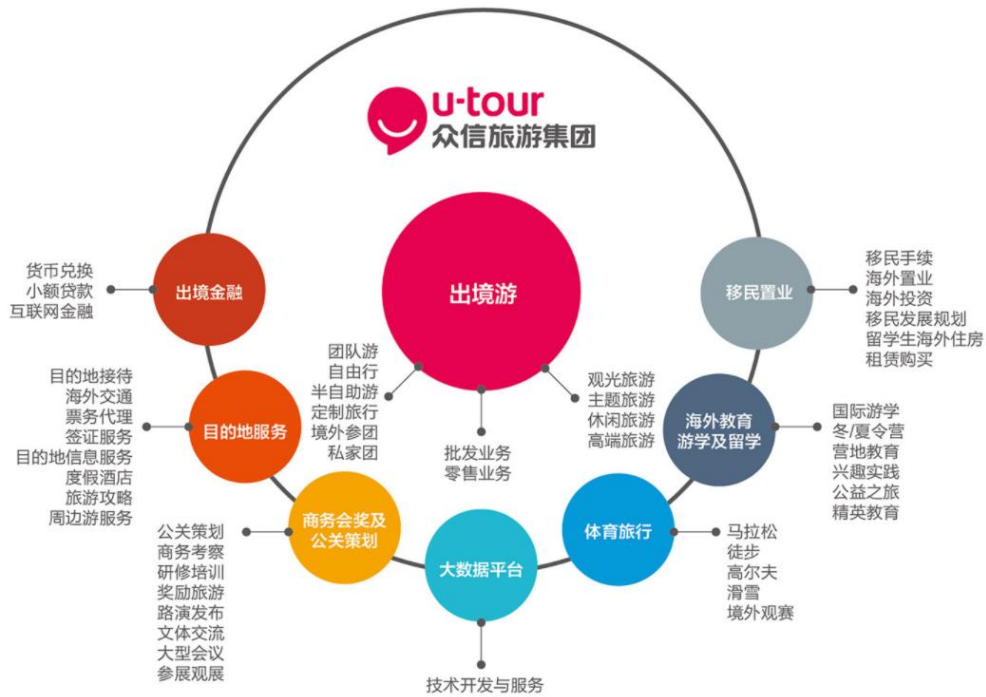 u-tour
众信旅游集团
出境游
团队游
自由行
半自助游
定制旅行
境外参团
私家团
批发业务
零售业务
观光旅游
主题旅游
休闲旅游
高端旅游
出境金融
货币兑换
小额贷款
互联网金融
目的地服务
目的地接待
海外交通
票务代理
签证服务
目的地信息服务
度假酒店
旅游攻略
周边游服务
商务会奖及
公关策划
公关策划
商务考察
研修培训
奖励旅游
路演发布
文体交流
大型会议
参展观展
大数据平台
技术开发与服务
体育旅行
马拉松
徒步
高尔夫
滑雪
境外观赛
海外教育
游学及留学
国际游学
冬/夏令营
营地教育
兴趣实践
公益之旅
精英教育
移民置业
移民手续
海外置业
海外投资
移民发展规划
留学生海外住房
租赁购买